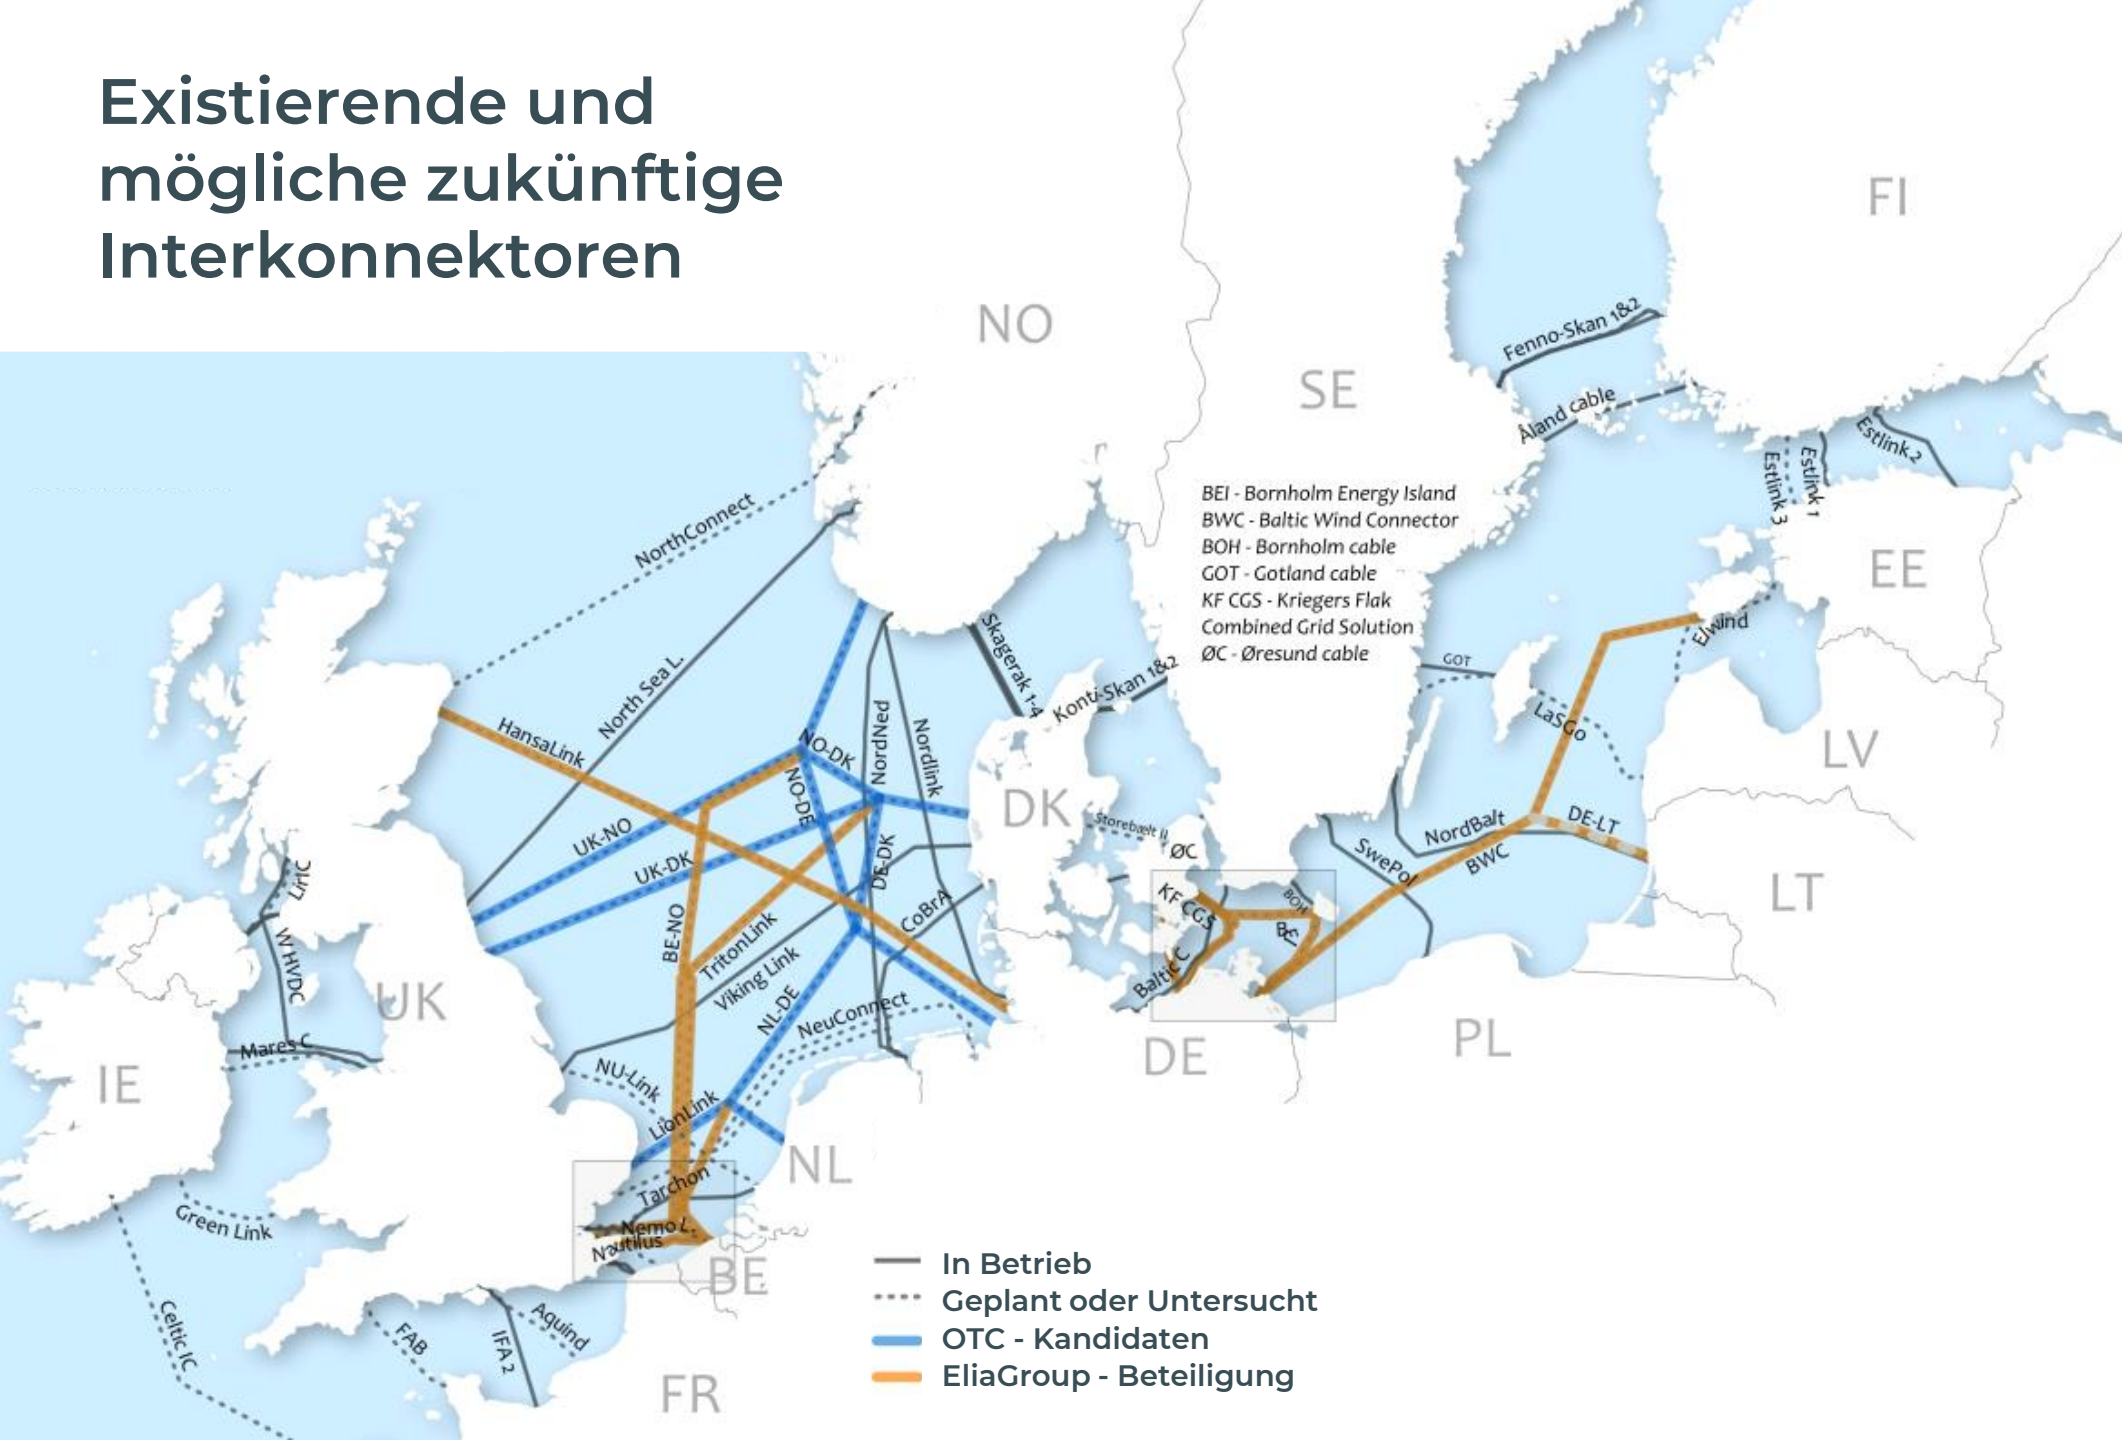 Existierende und
mögliche zukünftige
Interkonnektoren
FI
NO
SE
Fenno-Skan 1&2
Åland cable
Estlink 2
Estlink 1
Estlink 3
EE
BEI - Bornholm Energy Island
BWC - Baltic Wind Connector
BOH - Bornholm cable
GOT - Gotland cable
KF CGS - Kriegers Flak
Combined Grid Solution
ØC - Øresund cable
NorthConnect
North Sea L.
HansaLink
Skagerak 1-4
Konti-Skan 1&2
GOT
Elwind
LaSGo
LV
NO-DK
NordNed
Nordlink
NO-DE
DK
Storebælt II
ØC
UK-NO
UK-DK
DE-DK
CoBrA
NordBalt
DE-LT
SwePol
BWC
LT
LirIC
W HVDC
BE-NO
TritonLink
Viking Link
NL-DE
NeuConnect
KF CGS
BOH
Baltic C
UK
IE
Mares C
NU-Link
LionLink
DE
PL
NL
Tarchon
Nemo L.
Nautilus
BE
Green Link
Celtic IC
FAB
IFA 2
Aquind
FR
In Betrieb
Geplant oder Untersucht
OTC - Kandidaten
EliaGroup - Beteiligung